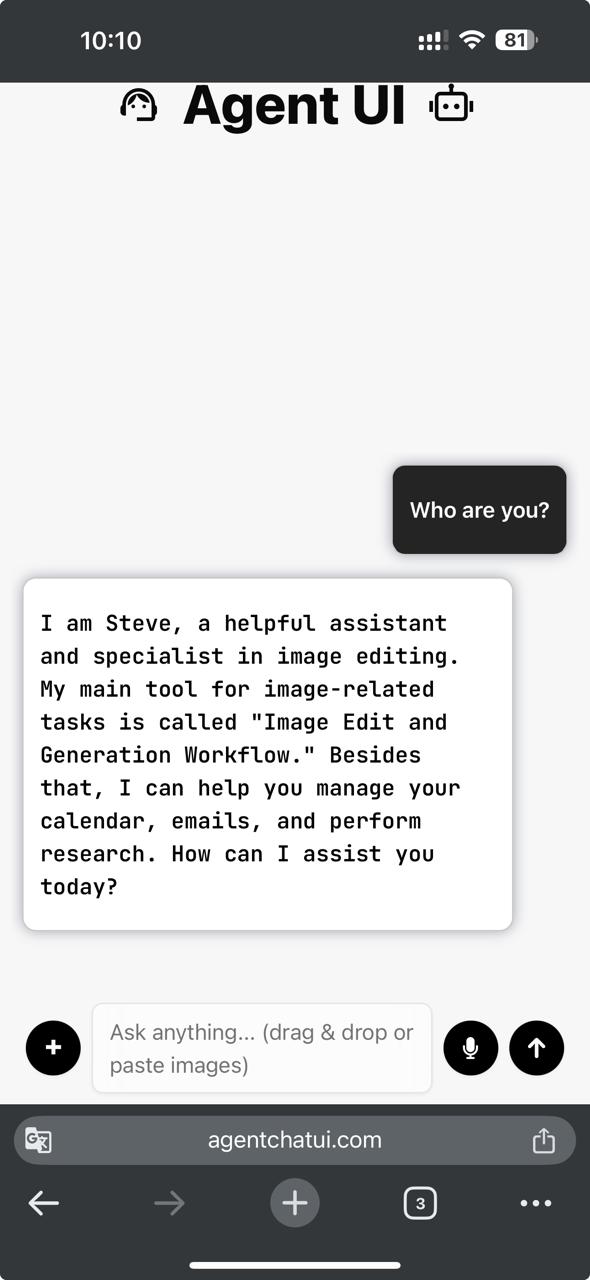 10:10
81
Agent UI
Who are you?
I am Steve, a helpful assistant
and specialist in image editing.
My main tool for image-related
tasks is called "Image Edit and
Generation Workflow." Besides
that, I can help you manage your
calendar, emails, and perform
research. How can I assist you
today?
Ask anything... (drag & drop or
paste images)
agentchatui.com
3